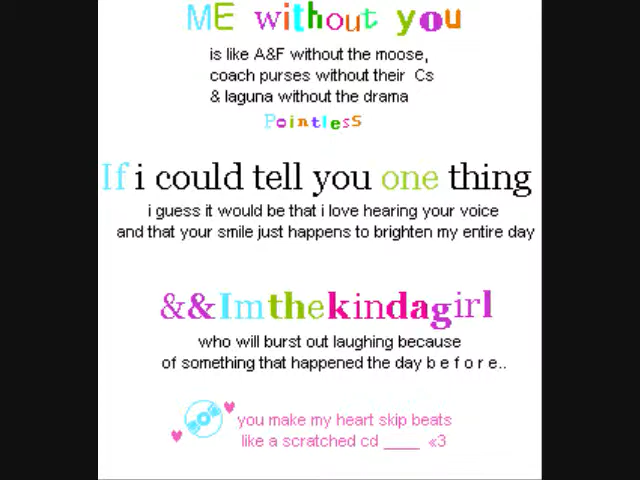 ME without you
is like A&F without the moose,
coach purses without their Cs
& laguna without the drama
PointlesS
If i could tell you one thing
i guess it would be that i love hearing your voice
and that your smile just happens to brighten my entire day
&&Imthekindagirl
who will burst out laughing because
of something that happened the day b e f o r e..
you make my heart skip beats
like a scratched cd ____ «3